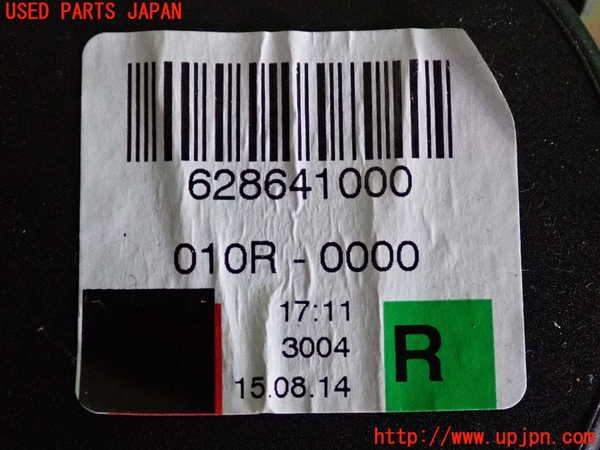 USED PARTS JAPAN
628641000
010R - 0000
17:11
3004
15.08.14
R
http://www.upjpn.com/